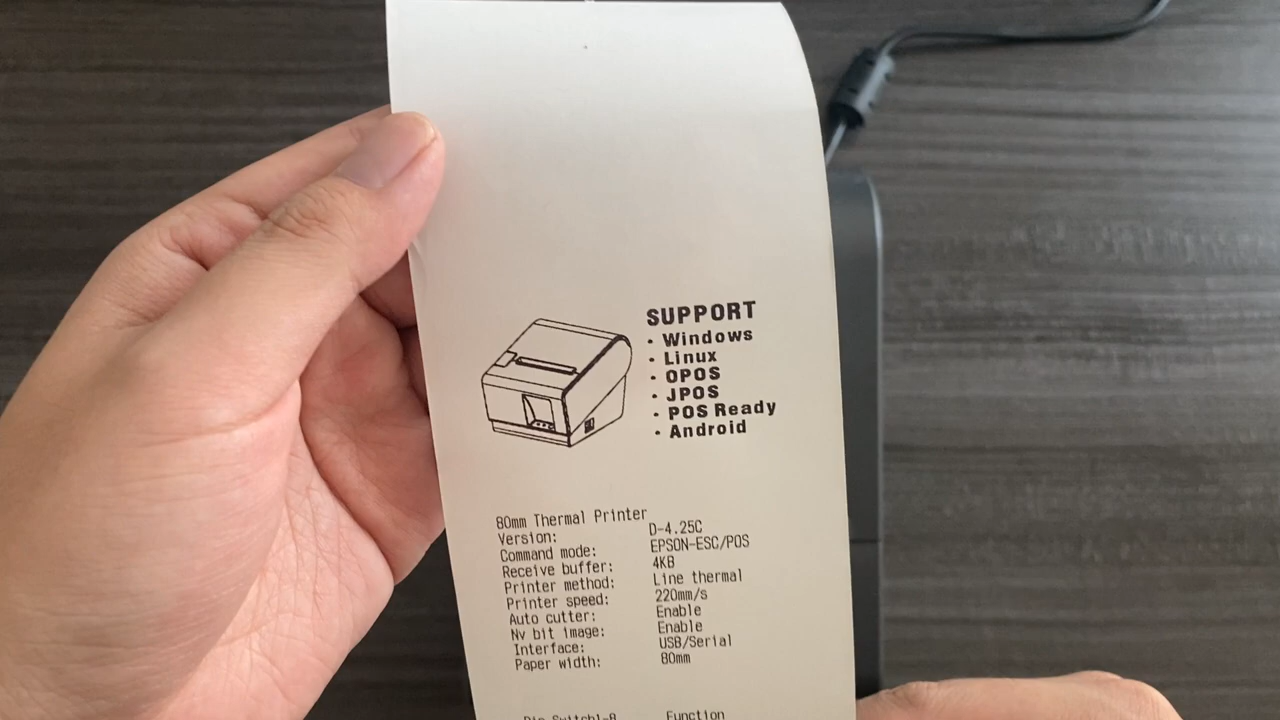 SUPPORT
· Windows
· Linux
· OPOS
· JPOS
· POS Ready
· Android
80mm Thermal Printer
Version: D-4.25C
Command mode: EPSON-ESC/POS
Receive buffer: 4KB
Printer method: Line thermal
Printer speed: 220mm/s
Auto cutter: Enable
Nv bit image: Enable
Interface: USB/Serial
Paper width: 80mm
Function